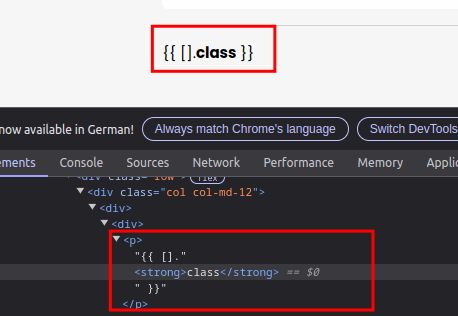 {{ [].class }}
now available in German!
Always match Chrome's language
Switch DevTools
ements
Console
Sources
Network
Performance
Memory
Applic
<div class="row">
flex
<div class="col col-md-12">
<div>
<div>
<p>
"{{ []."
<strong>class</strong> == $0
" }}"
</p>